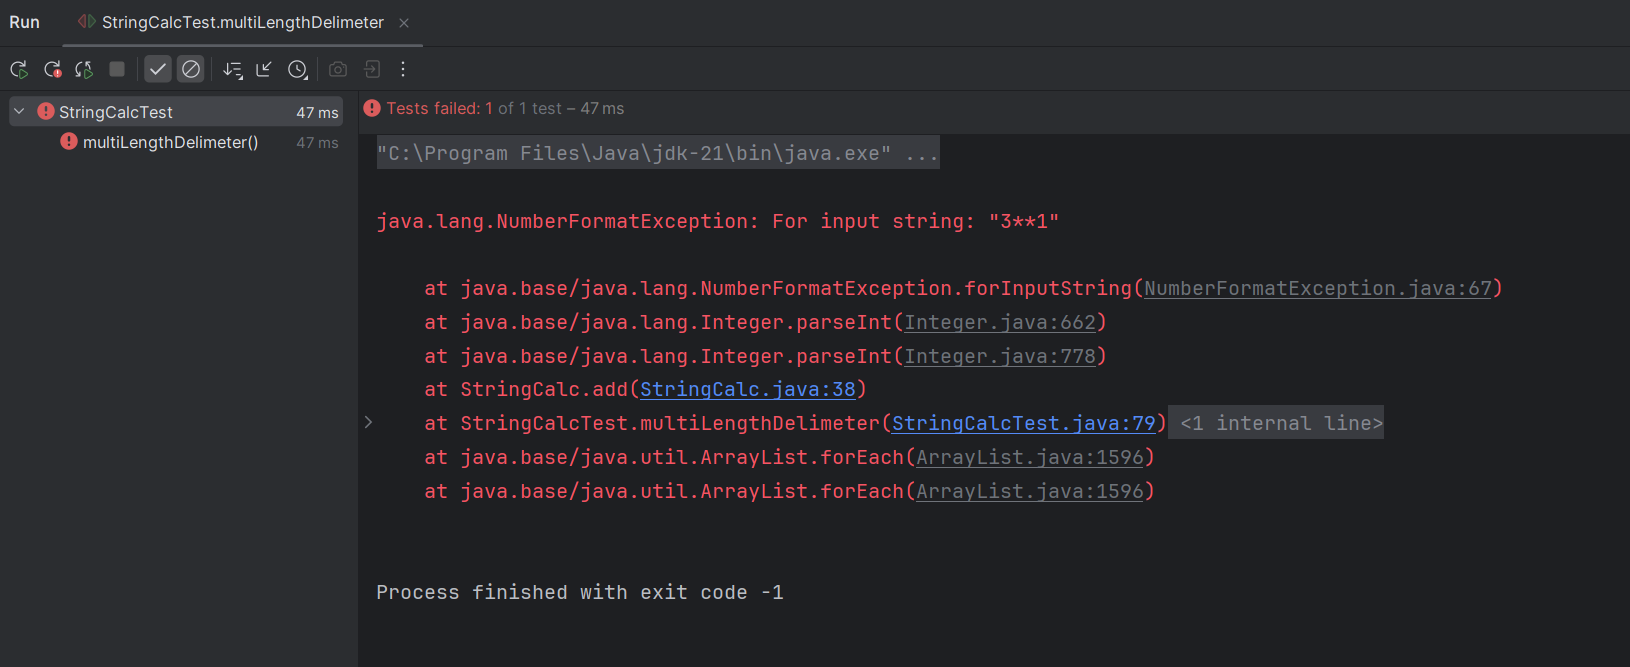 Run
StringCalcTest.multiLengthDelimeter
StringCalcTest 47 ms
multiLengthDelimeter() 47 ms
Tests failed: 1 of 1 test – 47 ms
"C:\Program Files\Java\jdk-21\bin\java.exe" ...
java.lang.NumberFormatException: For input string: "3**1"
at java.base/java.lang.NumberFormatException.forInputString(NumberFormatException.java:67)
at java.base/java.lang.Integer.parseInt(Integer.java:662)
at java.base/java.lang.Integer.parseInt(Integer.java:778)
at StringCalc.add(StringCalc.java:38)
at StringCalcTest.multiLengthDelimeter(StringCalcTest.java:79) <1 internal line>
at java.base/java.util.ArrayList.forEach(ArrayList.java:1596)
at java.base/java.util.ArrayList.forEach(ArrayList.java:1596)
Process finished with exit code -1